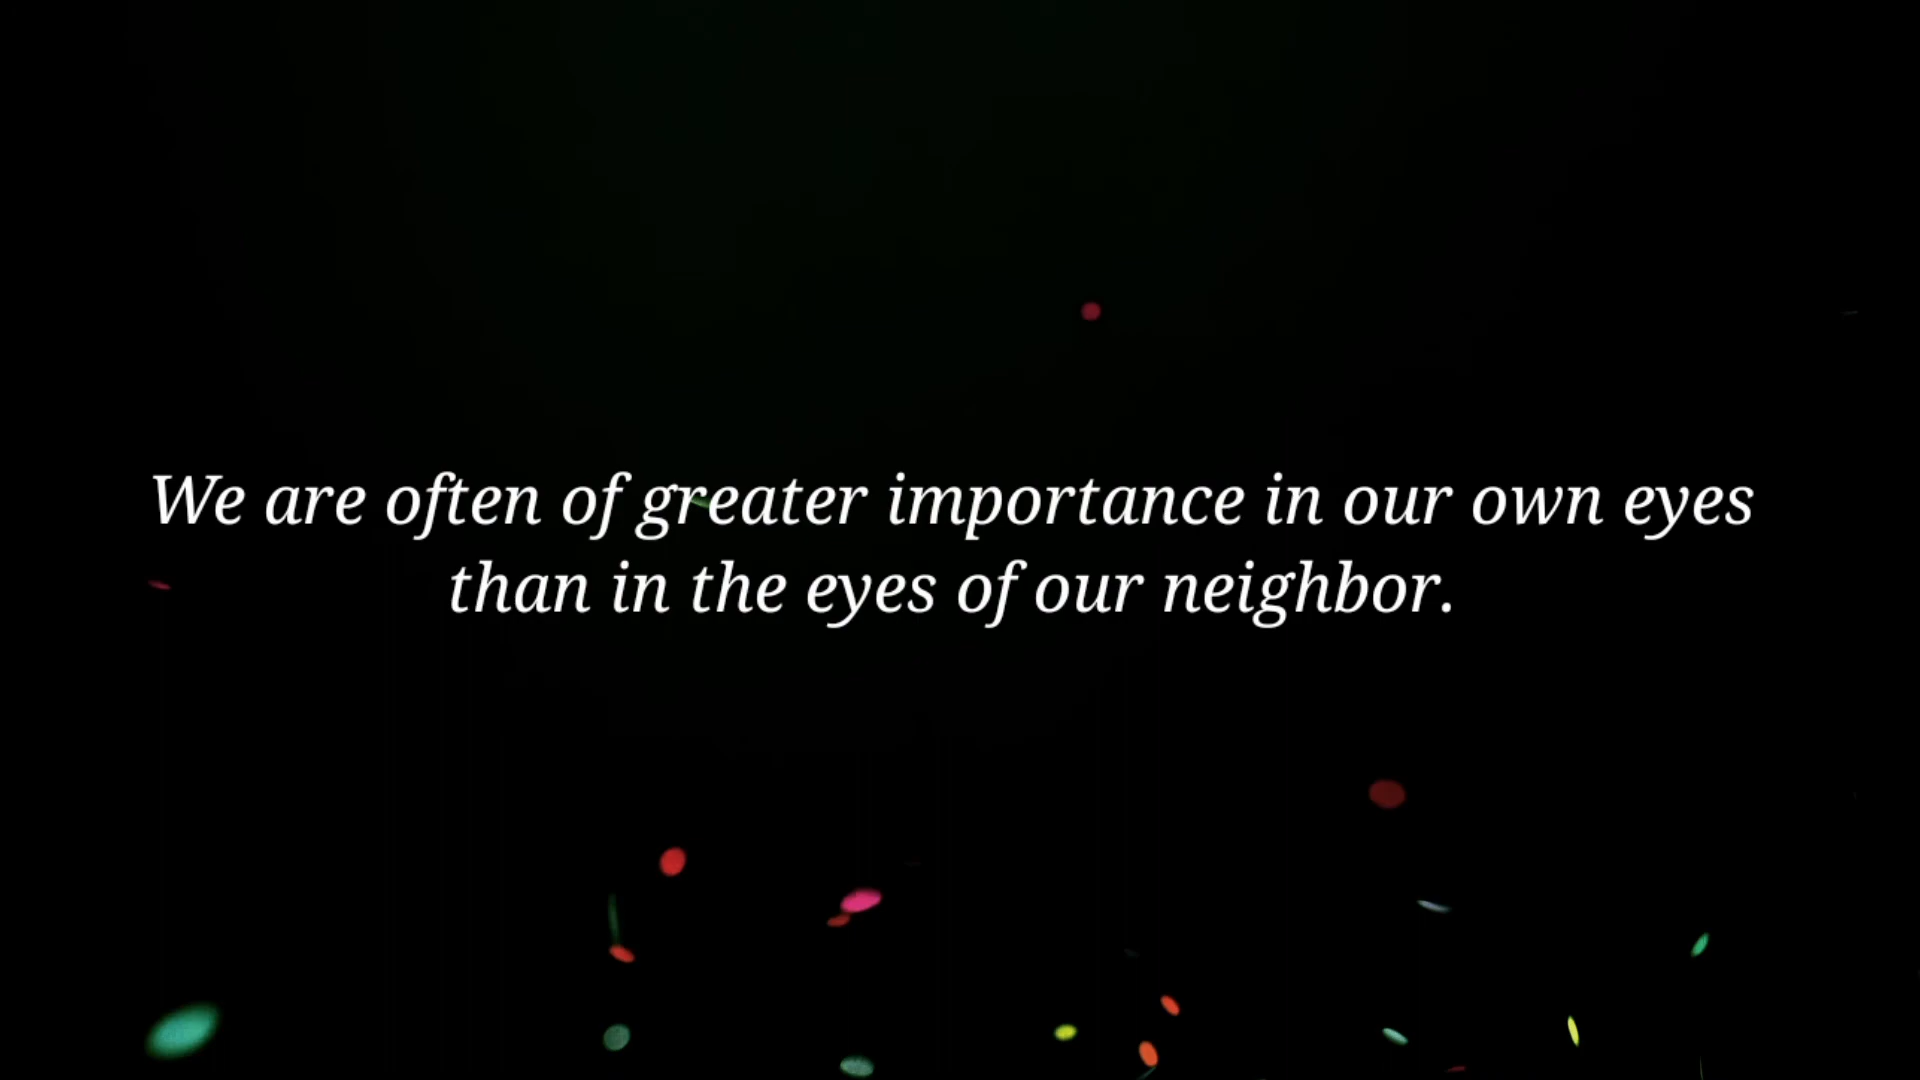 We are often of greater importance in our own eyes
than in the eyes of our neighbor.